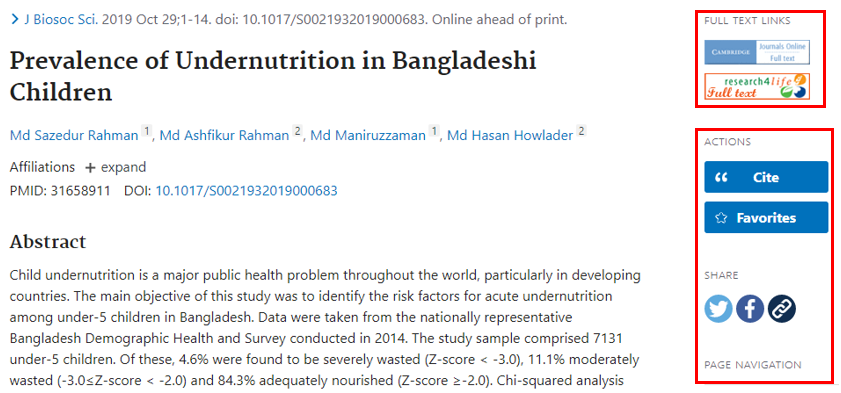 J Biosoc Sci. 2019 Oct 29;1-14. doi: 10.1017/S0021932019000683. Online ahead of print.
Prevalence of Undernutrition in Bangladeshi
Children
Md Sazedur Rahman 1, Md Ashfikur Rahman 2, Md Maniruzzaman 1, Md Hasan Howlader 2
Affiliations + expand
PMID: 31658911 DOI: 10.1017/S0021932019000683
Abstract
Child undernutrition is a major public health problem throughout the world, particularly in developing
countries. The main objective of this study was to identify the risk factors for acute undernutrition
among under-5 children in Bangladesh. Data were taken from the nationally representative
Bangladesh Demographic Health and Survey conducted in 2014. The study sample comprised 7131
under-5 children. Of these, 4.6% were found to be severely wasted (Z-score < -3.0), 11.1% moderately
wasted (-3.0≤Z-score < -2.0) and 84.3% adequately nourished (Z-score ≥-2.0). Chi-squared analysis
FULL TEXT LINKS
CAMBRIDGE Journals Online
Full text
research4life
Full text
ACTIONS
Cite
Favorites
SHARE
PAGE NAVIGATION